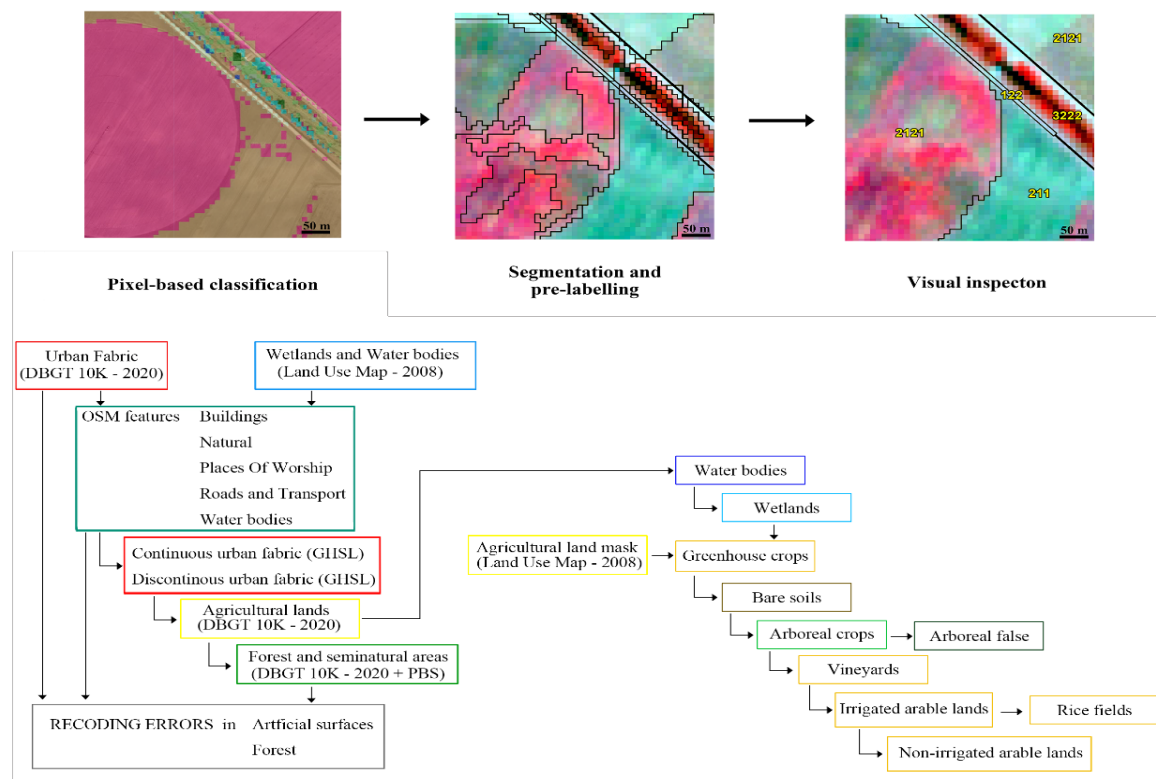 50 m
50 m
2121
122
3222
2121
211
50 m
Pixel-based classification
Segmentation and
pre-labelling
Visual inspecton
Urban Fabric
(DBGT 10K - 2020)
Wetlands and Water bodies
(Land Use Map - 2008)
OSM features
Buildings
Natural
Places Of Worship
Roads and Transport
Water bodies
Continuous urban fabric (GHSL)
Discontinous urban fabric (GHSL)
Agricultural lands
(DBGT 10K - 2020)
Forest and seminatural areas
(DBGT 10K - 2020 + PBS)
RECODING ERRORS in Artficial surfaces
Forest
Water bodies
Wetlands
Agricultural land mask
(Land Use Map - 2008)
Greenhouse crops
Bare soils
Arboreal crops
Arboreal false
Vineyards
Irrigated arable lands
Rice fields
Non-irrigated arable lands